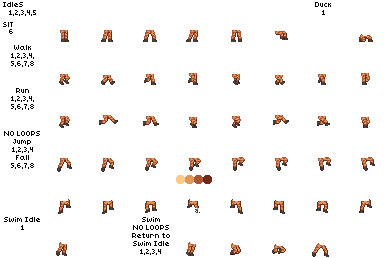 IdleS
1,2,3,4,5
Duck
1
SIT
6
Walk
1,2,3,4,
5,6,7,8
Run
1,2,3,4,
5,6,7,8
NO LOOPS
Jump
1,2,3,4
Fall
5,6,7,8
Swim Idle
1
Swim
NO LOOPS
Return to
Swim Idle
1,2,3,4